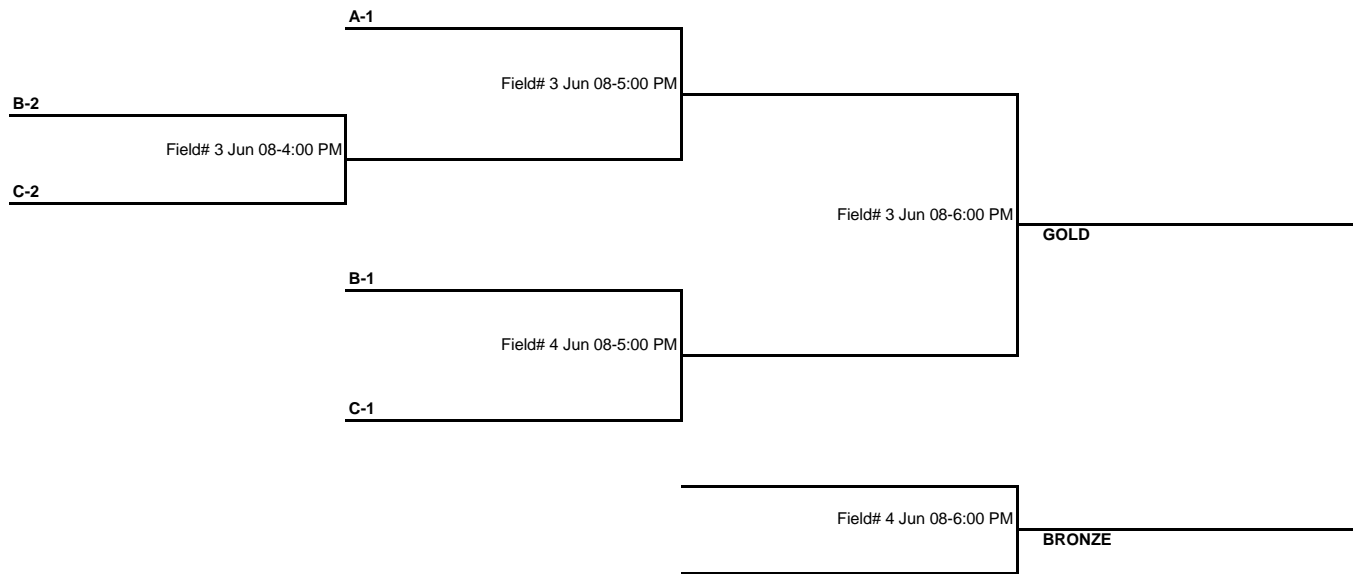 A-1
Field# 3 Jun 08-5:00 PM
B-2
Field# 3 Jun 08-4:00 PM
C-2
Field# 3 Jun 08-6:00 PM
GOLD
B-1
Field# 4 Jun 08-5:00 PM
C-1
Field# 4 Jun 08-6:00 PM
BRONZE